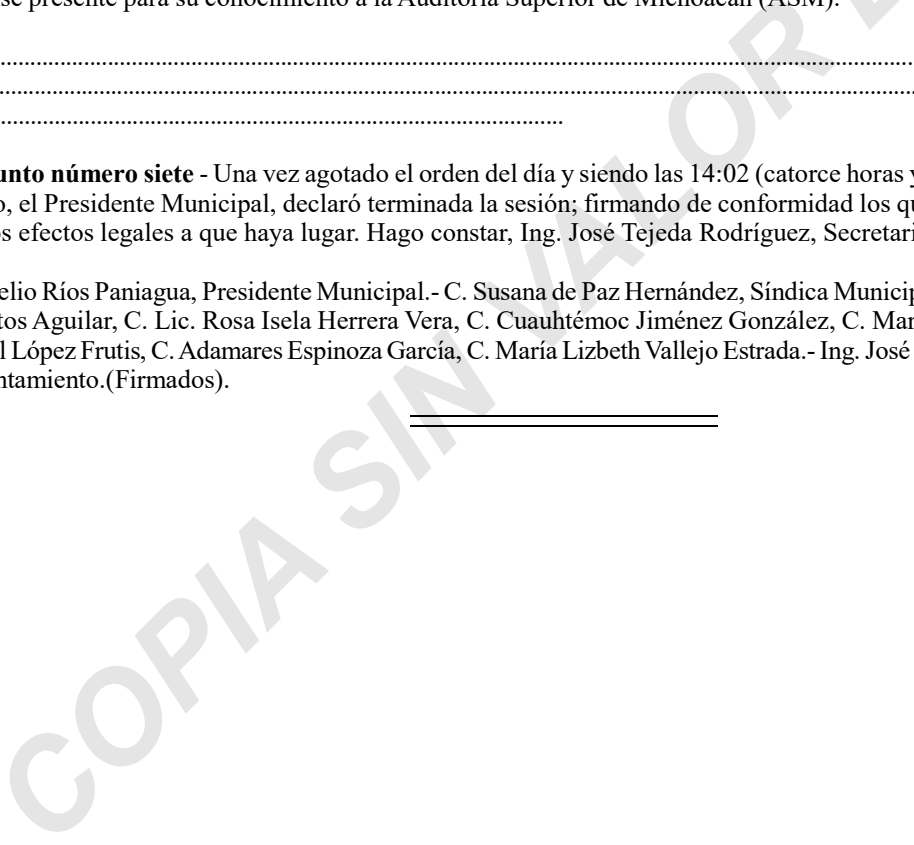 se presente para su conocimiento a la Auditoría Superior de Michoacán (ASM).
..........................................................................................................................................................
..........................................................................................................................................................
..............................................................................................
unto número siete - Una vez agotado el orden del día y siendo las 14:02 (catorce horas y
o, el Presidente Municipal, declaró terminada la sesión; firmando de conformidad los qu
os efectos legales a que haya lugar. Hago constar, Ing. José Tejeda Rodríguez, Secretari
elio Ríos Paniagua, Presidente Municipal.- C. Susana de Paz Hernández, Síndica Municip
tos Aguilar, C. Lic. Rosa Isela Herrera Vera, C. Cuauhtémoc Jiménez González, C. Mar
l López Frutis, C. Adamares Espinoza García, C. María Lizbeth Vallejo Estrada.- Ing. José
ntamiento.(Firmados).
COPIA SIN VALOR